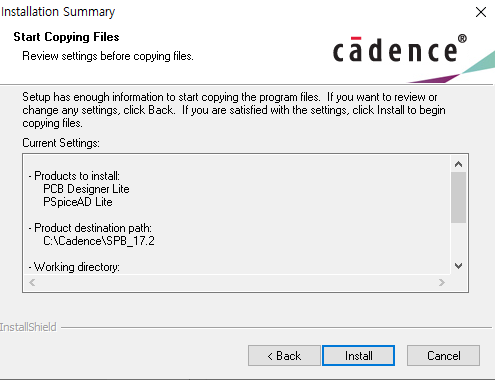 Installation Summary
Start Copying Files
Review settings before copying files.
cādence®
Setup has enough information to start copying the program files. If you want to review or
change any settings, click Back. If you are satisfied with the settings, click Install to begin
copying files.
Current Settings:
- Products to install:
PCB Designer Lite
PSpiceAD Lite
- Product destination path:
C:\Cadence\SPB_17.2
- Working directory:
InstallShield
< Back
Install
Cancel